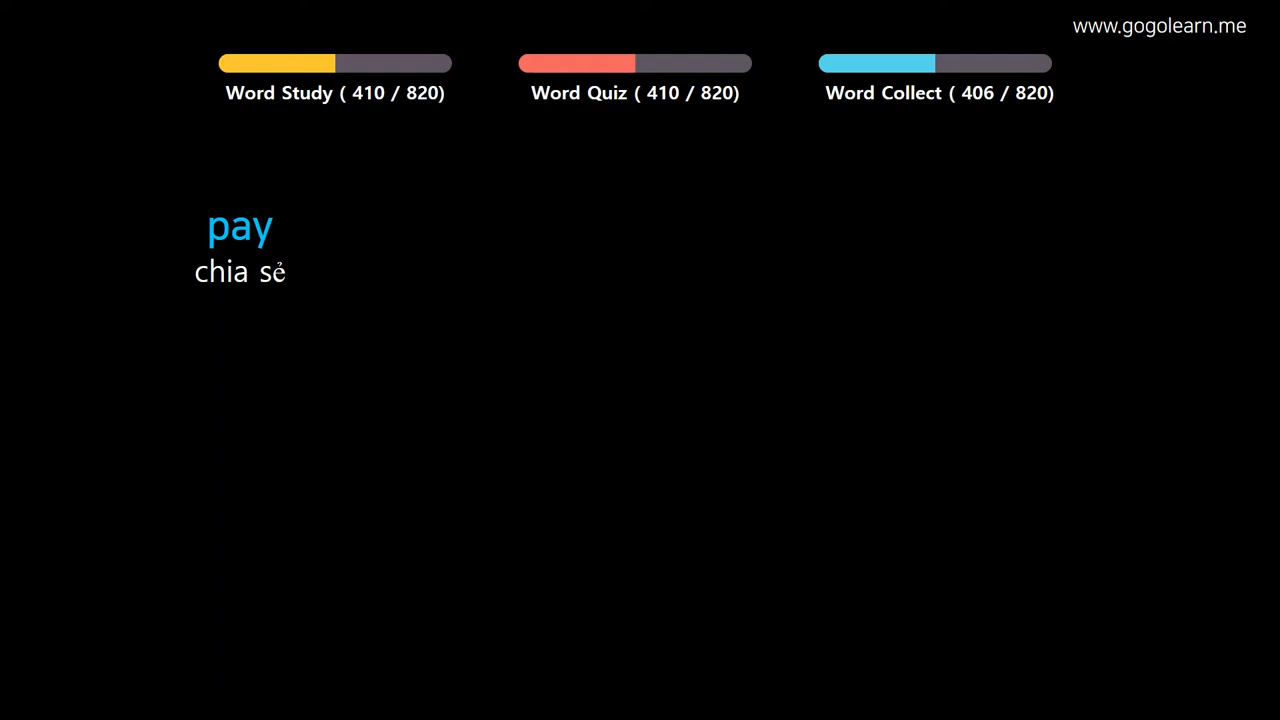 www.gogolearn.me
Word Study ( 410 / 820)
Word Quiz ( 410 / 820)
Word Collect ( 406 / 820)
pay
chia sẻ